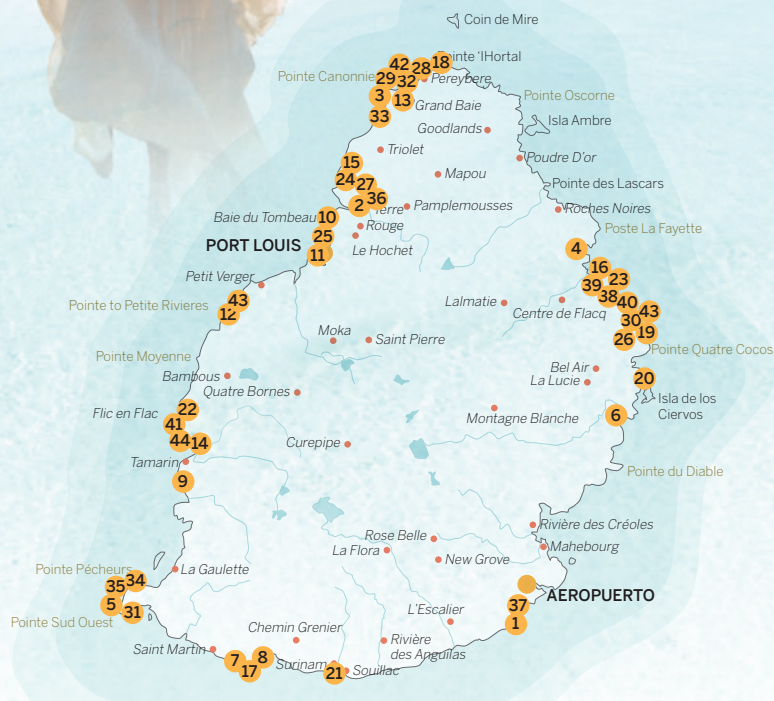 Coin de Mire
Pointe 'lHortal
42
28
18
Pointe Canonnie
29
32
Pereybere
3
13
Grand Baie
Pointe Oscorne
33
Goodlands
Isla Ambre
Triolet
15
Poudre D'or
24
27
Mapou
Pointe des Lascars
2
36
Terre
Rouge
Pamplemousses
Roches Noires
Baie du Tombeau
10
Poste La Fayette
25
PORT LOUIS
Le Hochet
4
11
16
Petit Verger
23
39
43
38
40
Pointe to Petite Rivieres
12
Lalmatie
Centre de Flacq
43
30
Moka
Saint Pierre
19
26
Pointe Quatre Cocos
Pointe Moyenne
Bambous
Bel Air
20
La Lucie
Quatre Bornes
Isla de los
Ciervos
22
Flic en Flac
Montagne Blanche
6
41
44
14
Curepipe
Tamarin
Pointe du Diable
9
Rivière des Créoles
Rose Belle
Mahebourg
La Flora
New Grove
Pointe Pécheurs
La Gaulette
35
34
AEROPUERTO
5
37
31
L'Escalier
Pointe Sud Ouest
1
Chemin Grenier
Rivière
des Anguilas
Saint Martin
7
8
Surinam
17
21
Souillac